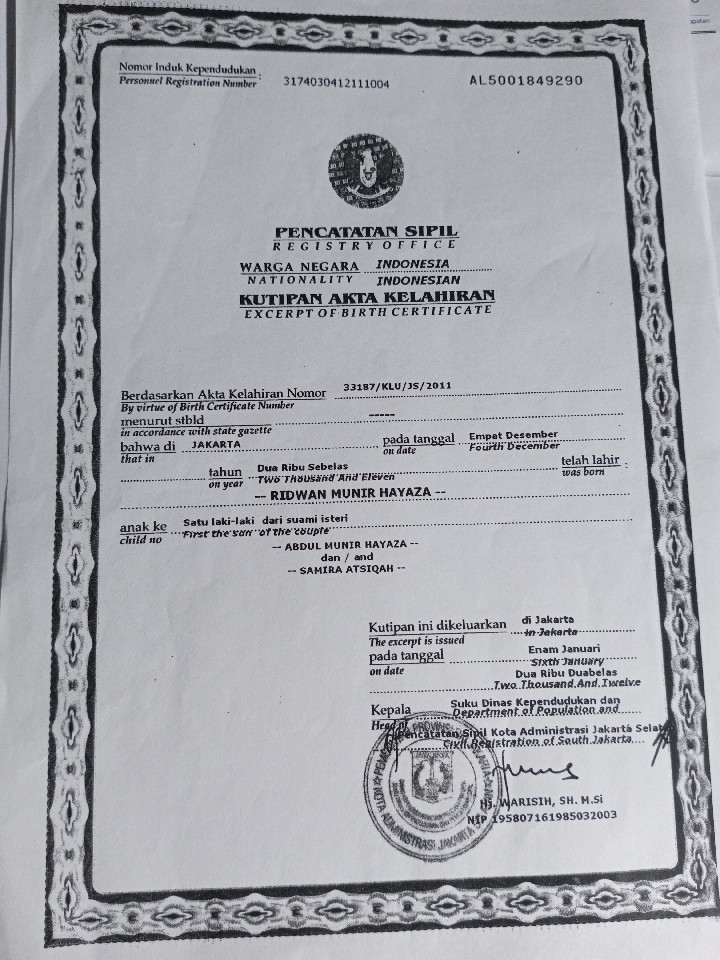 Nomor Induk Kependudukan :
Personnel Registration Number
3174030412111004
AL5001849290
PENCATATAN SIPIL
REGISTRY OFFICE
WARGA NEGARA INDONESIA
NATIONALITY INDONESIAN
KUTIPAN AKTA KELAHIRAN
EXCERPT OF BIRTH CERTIFICATE
Berdasarkan Akta Kelahiran Nomor 33187/KLU/JS/2011
By virtue of Birth Certificate Number
menurut stbld -----
in accordance with state gazette
bahwa di JAKARTA pada tanggal Empat Desember
that in on date Fourth December
tahun Dua Ribu Sebelas telah lahir :
on year Two Thousand And Eleven was born
-- RIDWAN MUNIR HAYAZA --
anak ke Satu laki-laki dari suami isteri
child no First the son of the couple
-- ABDUL MUNIR HAYAZA --
dan / and
-- SAMIRA ATSIQAH --
Kutipan ini dikeluarkan di Jakarta
The excerpt is issued In Jakarta
pada tanggal Enam Januari
on date Sixth January
Dua Ribu Duabelas
Two Thousand And Twelve
Kepala Suku Dinas Kependudukan dan
Head of Department of Population and
Pencatatan Sipil Kota Administrasi Jakarta Selatan
Civil Registration of South Jakarta
Hj. WARISIH, SH. M.Si
NIP 195807161985032003
ADMINISTRASI JAKARTA